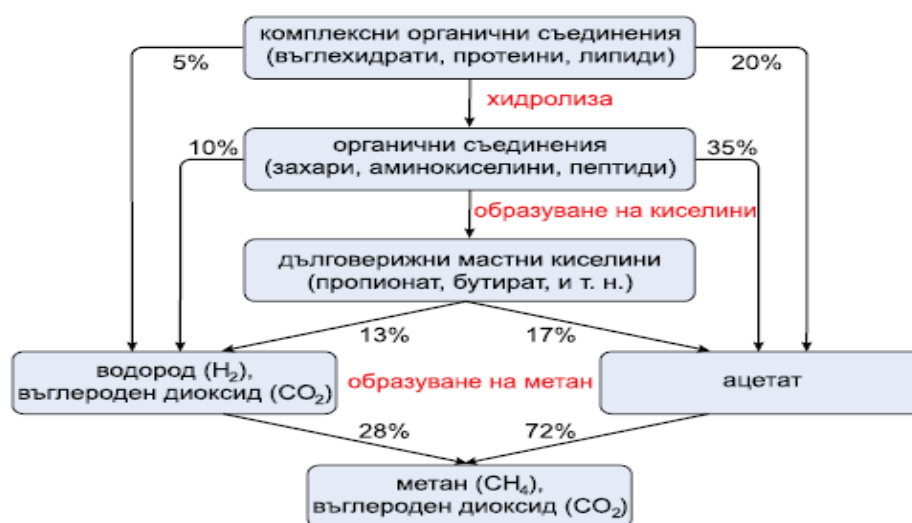 комплексни органични съединения
(въглехидрати, протеини, липиди)
5%
20%
хидролиза
10%
органични съединения
(захари, аминокиселини, пептиди)
35%
образуване на киселини
дълговерижни мастни киселини
(пропионат, бутират, и т. н.)
13%
17%
водород (H₂),
въглероден диоксид (CO₂)
образуване на метан
ацетат
28%
72%
метан (CH₄),
въглероден диоксид (CO₂)